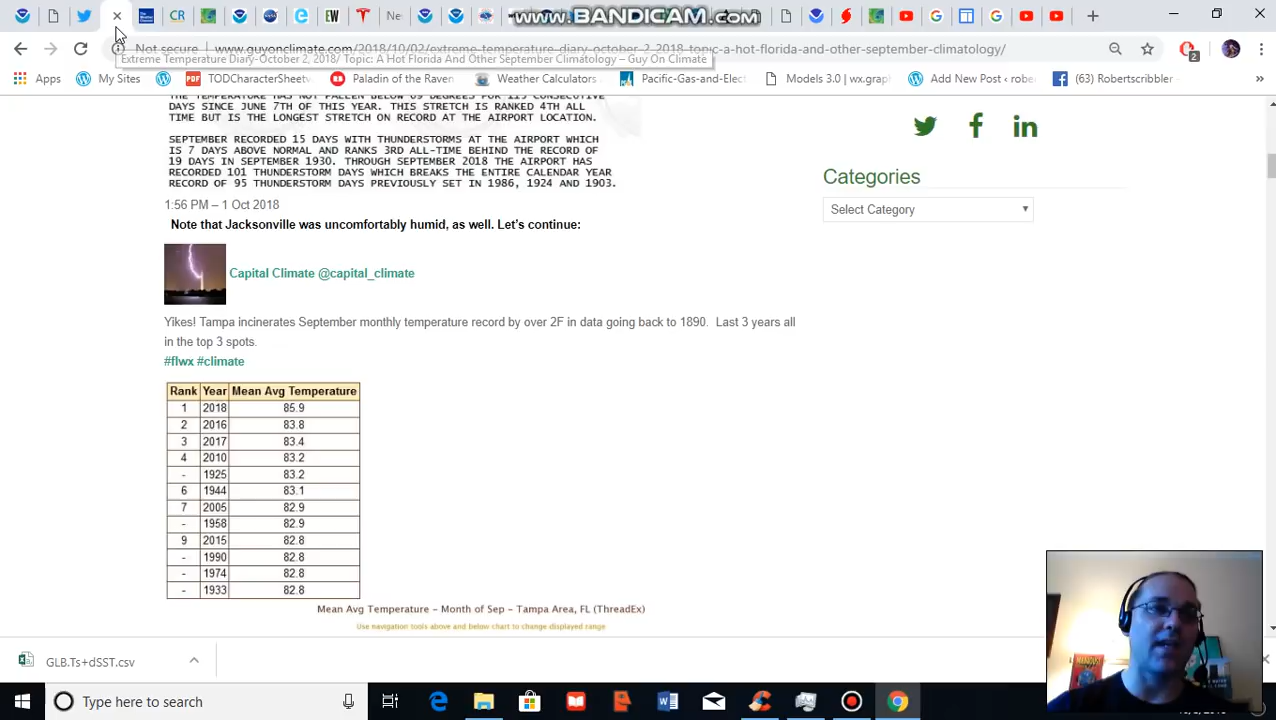 WWW.BANDICAM.COM
Ne
Not secure
www.guyonclimate.com/2018/10/02/extreme-temperature-diary-october-2-2018-topic-a-hot-florida-and-other-september-climatology/
Extreme Temperature Diary-October 2, 2018/ Topic: A Hot Florida And Other September Climatology – Guy On Climate
2
Apps
My Sites
TODCharacterSheetv
Paladin of the Raven
Weather Calculators
Pacific-Gas-and-Elect
Models 3.0 | wx.grap
Add New Post ‹ robe
(63) Robertscribbler
DAYS SINCE JUNE 7TH OF THIS YEAR. THIS STRETCH IS RANKED 4TH ALL
TIME BUT IS THE LONGEST STRETCH ON RECORD AT THE AIRPORT LOCATION.
SEPTEMBER RECORDED 15 DAYS WITH THUNDERSTORMS AT THE AIRPORT WHICH
IS 7 DAYS ABOVE NORMAL AND RANKS 3RD ALL-TIME BEHIND THE RECORD OF
19 DAYS IN SEPTEMBER 1930. THROUGH SEPTEMBER 2018 THE AIRPORT HAS
RECORDED 101 THUNDERSTORM DAYS WHICH BREAKS THE ENTIRE CALENDAR YEAR
RECORD OF 95 THUNDERSTORM DAYS PREVIOUSLY SET IN 1986, 1924 AND 1903.
1:56 PM – 1 Oct 2018
Note that Jacksonville was uncomfortably humid, as well. Let's continue:
Capital Climate @capital_climate
Yikes! Tampa incinerates September monthly temperature record by over 2F in data going back to 1890. Last 3 years all
in the top 3 spots.
#flwx #climate
Rank Year Mean Avg Temperature
1 2018 85.9
2 2016 83.8
3 2017 83.4
4 2010 83.2
- 1925 83.2
6 1944 83.1
7 2005 82.9
- 1958 82.9
9 2015 82.8
- 1990 82.8
- 1974 82.8
- 1933 82.8
Mean Avg Temperature – Month of Sep – Tampa Area, FL (ThreadEx)
Use navigation tools above and below chart to change displayed range
Categories
Select Category
GLB.Ts+dSST.csv
Type here to search